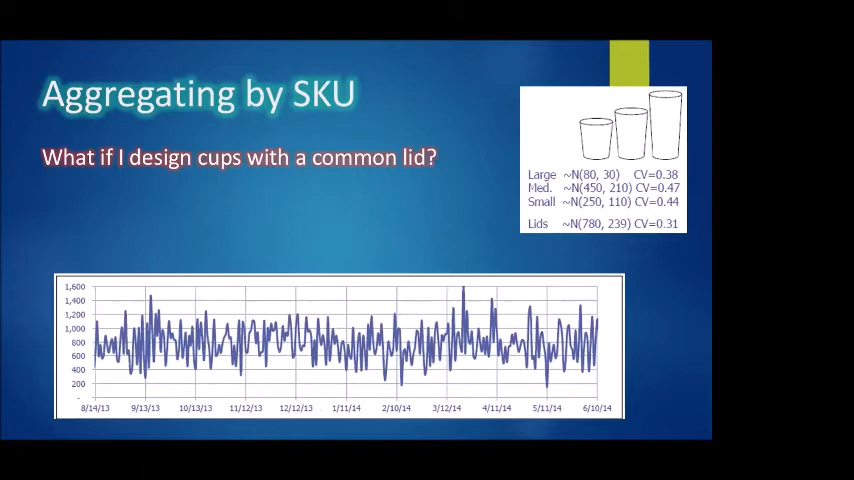 Aggregating by SKU
What if I design cups with a common lid?
Large ~N(80, 30) CV=0.38
Med. ~N(450, 210) CV=0.47
Small ~N(250, 110) CV=0.44
Lids ~N(780, 239) CV=0.31
1,600
1,400
1,200
1,000
800
600
400
200
-
8/14/13 9/13/13 10/13/13 11/12/13 12/12/13 1/11/14 2/10/14 3/12/14 4/11/14 5/11/14 6/10/14